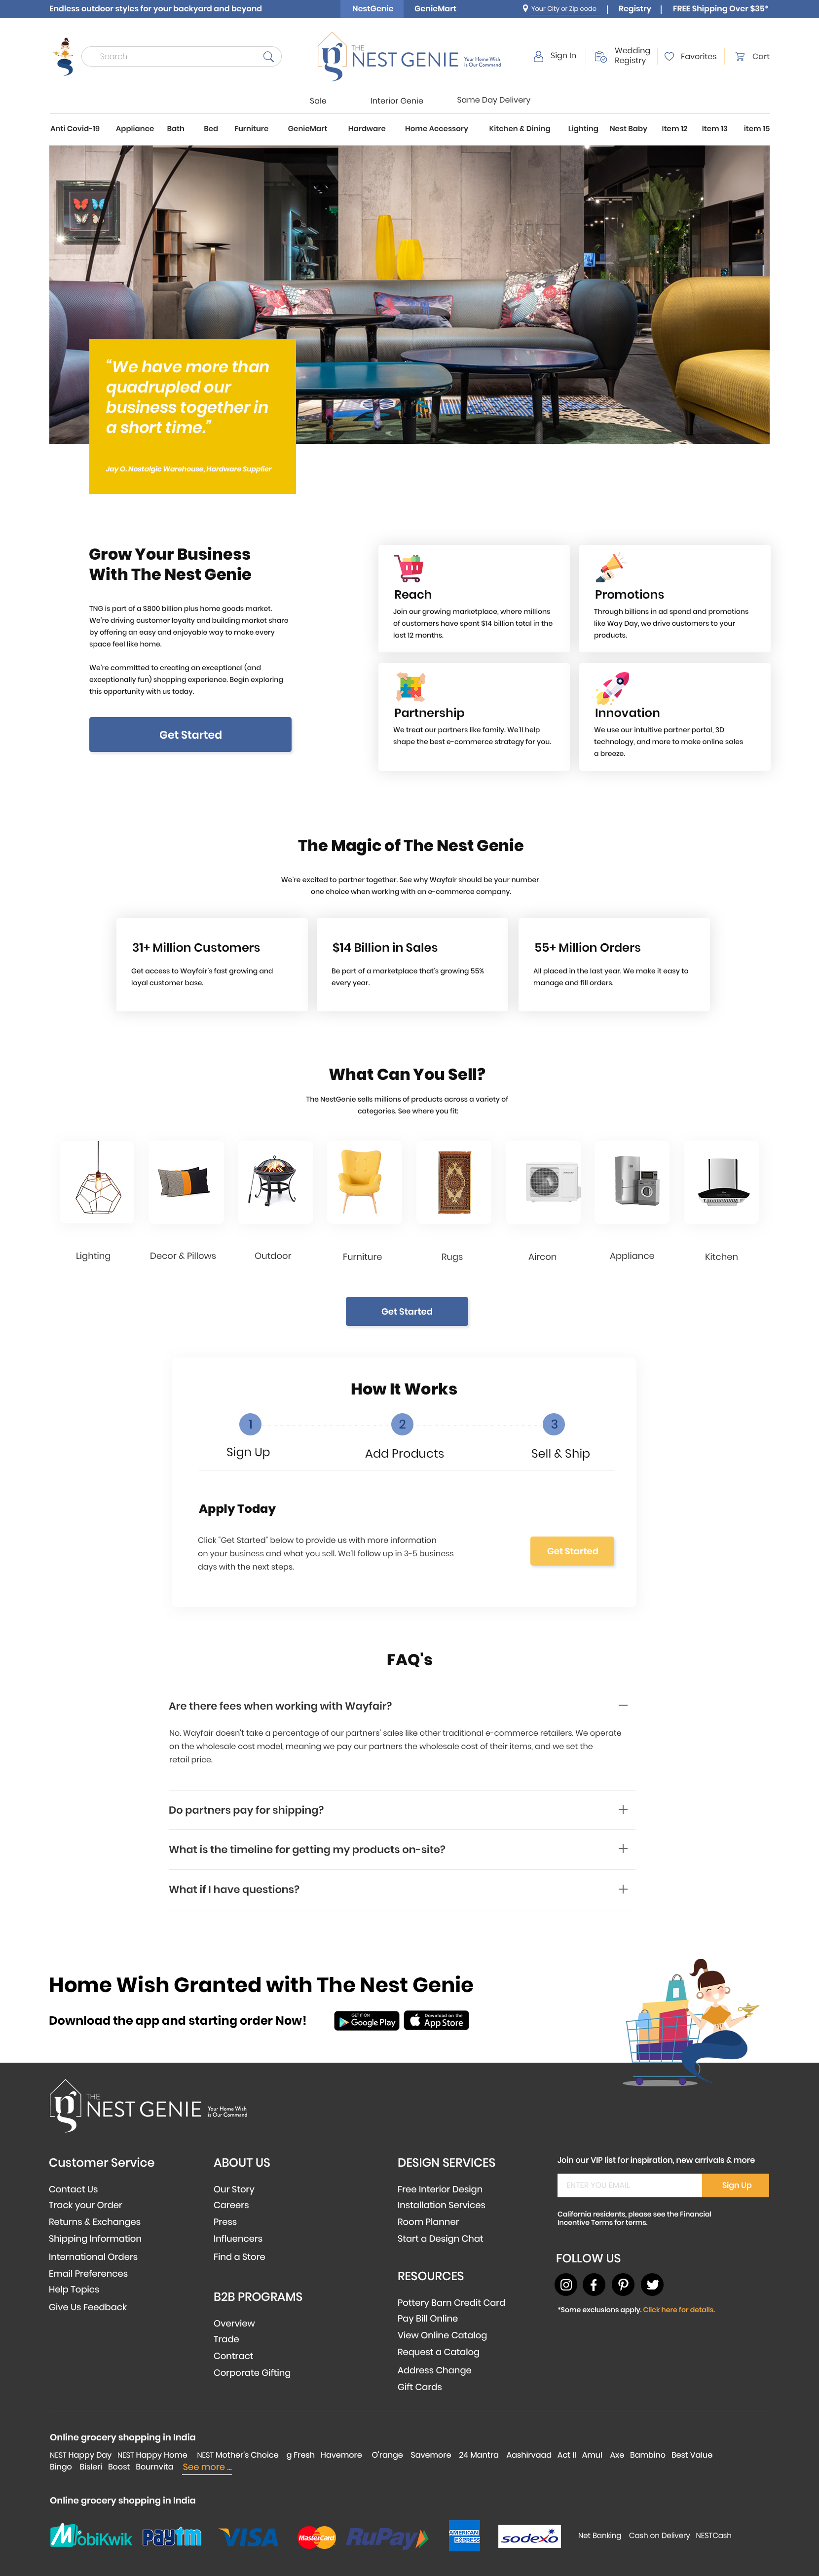 Endless outdoor styles for your backyard and beyond
NestGenie
GenieMart
Your City or Zip code
|
Registry
|
FREE Shipping Over $35*
Search
THE
NEST GENIE
Your Home Wish
is Our Command
Sign In
Wedding
Registry
Favorites
Cart
Sale
Interior Genie
Same Day Delivery
Anti Covid-19
Appliance
Bath
Bed
Furniture
GenieMart
Hardware
Home Accessory
Kitchen & Dining
Lighting
Nest Baby
Item 12
Item 13
item 15
“We have more than
quadrupled our
business together in
a short time.”
Jay O. Nostalgic Warehouse, Hardware Supplier
Grow Your Business
With The Nest Genie
TNG is part of a $800 billion plus home goods market.
We're driving customer loyalty and building market share
by offering an easy and enjoyable way to make every
space feel like home.
We're committed to creating an exceptional (and
exceptionally fun) shopping experience. Begin exploring
this opportunity with us today.
Get Started
Reach
Join our growing marketplace, where millions
of customers have spent $14 billion total in the
last 12 months.
Promotions
Through billions in ad spend and promotions
like Way Day, we drive customers to your
products.
Partnership
We treat our partners like family. We'll help
shape the best e-commerce strategy for you.
Innovation
We use our intuitive partner portal, 3D
technology, and more to make online sales
a breeze.
The Magic of The Nest Genie
We're excited to partner together. See why Wayfair should be your number
one choice when working with an e-commerce company.
31+ Million Customers
Get access to Wayfair's fast growing and
loyal customer base.
$14 Billion in Sales
Be part of a marketplace that's growing 55%
every year.
55+ Million Orders
All placed in the last year. We make it easy to
manage and fill orders.
What Can You Sell?
The NestGenie sells millions of products across a variety of
categories. See where you fit:
Lighting
Decor & Pillows
Outdoor
Furniture
Rugs
Aircon
Appliance
Kitchen
Get Started
How It Works
1
2
3
Sign Up
Add Products
Sell & Ship
Apply Today
Click "Get Started" below to provide us with more information
on your business and what you sell. We'll follow up in 3-5 business
days with the next steps.
Get Started
FAQ's
Are there fees when working with Wayfair?
No. Wayfair doesn't take a percentage of our partners' sales like other traditional e-commerce retailers. We operate
on the wholesale cost model, meaning we pay our partners the wholesale cost of their items, and we set the
retail price.
Do partners pay for shipping?
What is the timeline for getting my products on-site?
What if I have questions?
Home Wish Granted with The Nest Genie
Download the app and starting order Now!
GET IT ON
Google Play
Download on the
App Store
THE
NEST GENIE
Your Home Wish
is Our Command
Customer Service
Contact Us
Track your Order
Returns & Exchanges
Shipping Information
International Orders
Email Preferences
Help Topics
Give Us Feedback
ABOUT US
Our Story
Careers
Press
Influencers
Find a Store
B2B PROGRAMS
Overview
Trade
Contract
Corporate Gifting
DESIGN SERVICES
Free Interior Design
Installation Services
Room Planner
Start a Design Chat
RESOURCES
Pottery Barn Credit Card
Pay Bill Online
View Online Catalog
Request a Catalog
Address Change
Gift Cards
Join our VIP list for inspiration, new arrivals & more
ENTER YOU EMAIL
Sign Up
California residents, please see the Financial
Incentive Terms for terms.
FOLLOW US
*Some exclusions apply. Click here for details.
Online grocery shopping in India
NEST Happy Day NEST Happy Home NEST Mother's Choice g Fresh Havemore O'range Savemore 24 Mantra Aashirvaad Act II Amul Axe Bambino Best Value
Bingo Bisleri Boost Bournvita See more ...
Online grocery shopping in India
MobiKwik
Paytm
VISA
MasterCard
RuPay
AMERICAN
EXPRESS
sodexo
Net Banking
Cash on Delivery
NESTCash